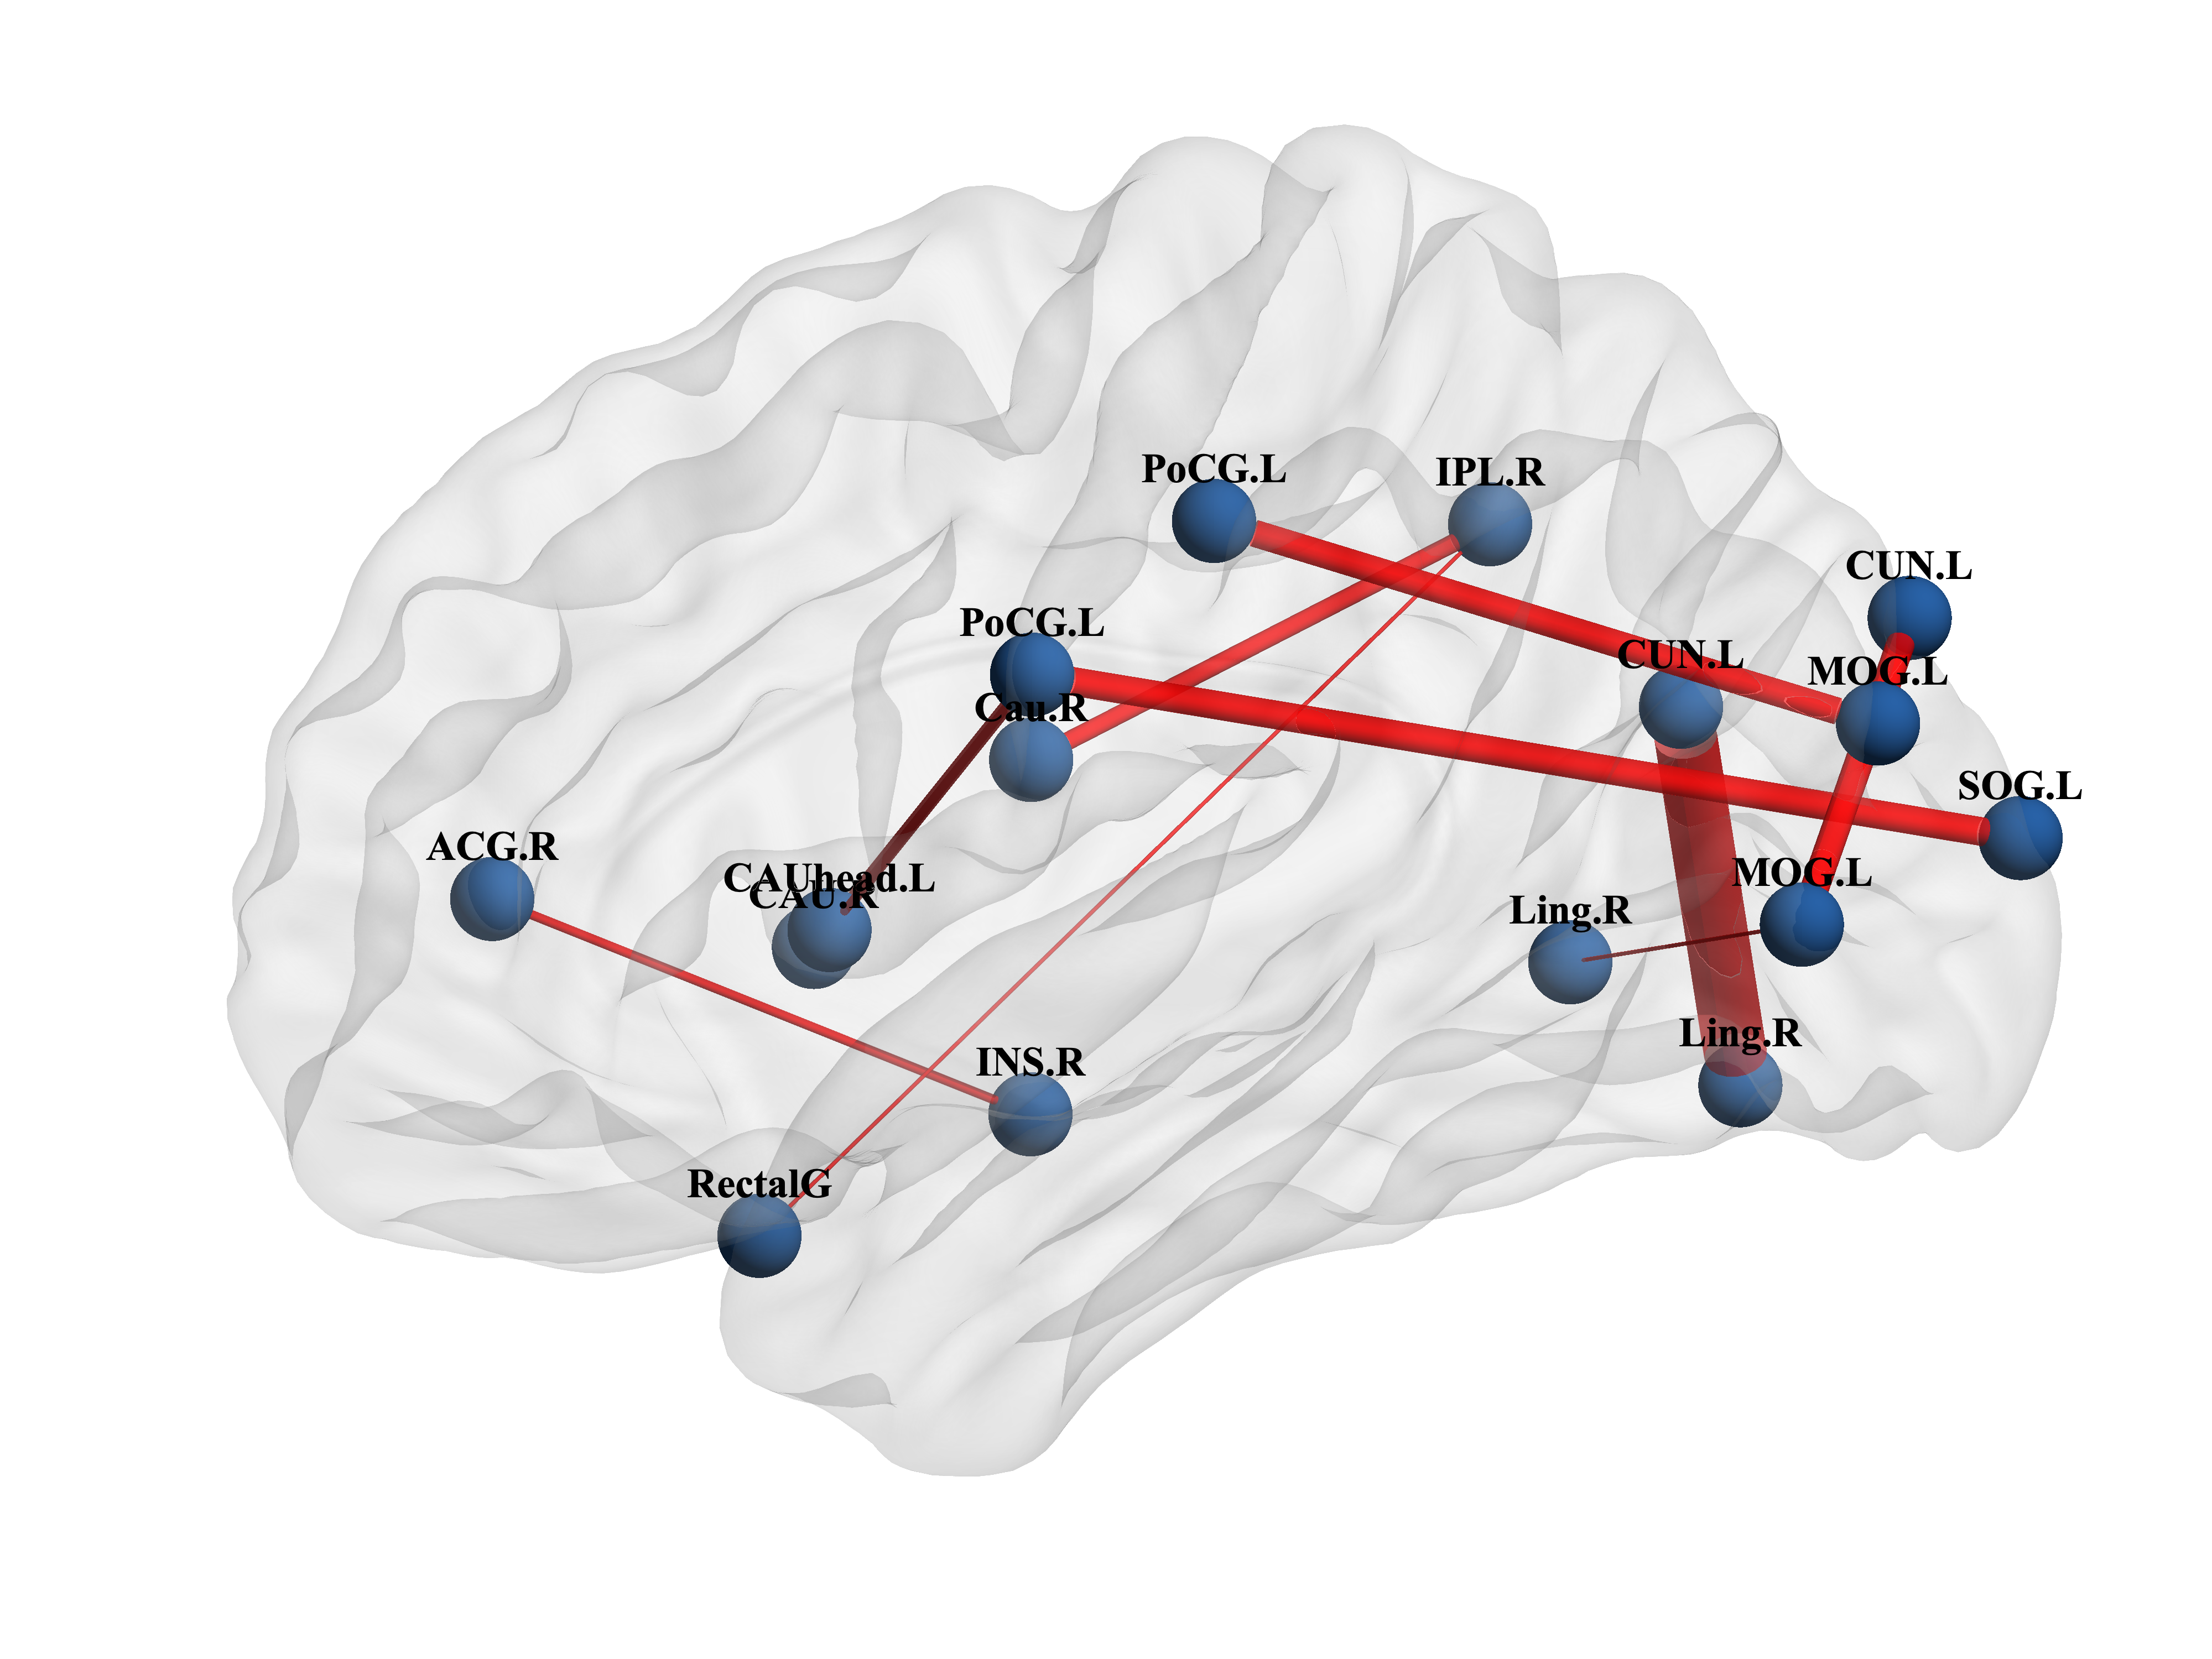 PoCG.L
IPL.R
CUN.L
PoCG.L
CUN.L
MOG.L
Cau.R
SOG.L
ACG.R
CAUhead.L
CAU.R
MOG.L
Ling.R
Ling.R
INS.R
RectalG